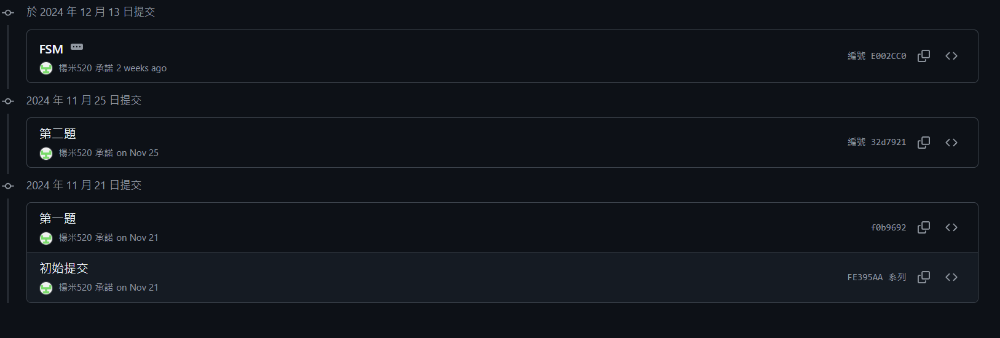 於 2024 年 12 月 13 日提交
FSM
楊米520 承諾 2 weeks ago
編號 E002CC0
2024 年 11 月 25 日提交
第二題
楊米520 承諾 on Nov 25
編號 32d7921
2024 年 11 月 21 日提交
第一題
楊米520 承諾 on Nov 21
f0b9692
初始提交
楊米520 承諾 on Nov 21
FE395AA 系列